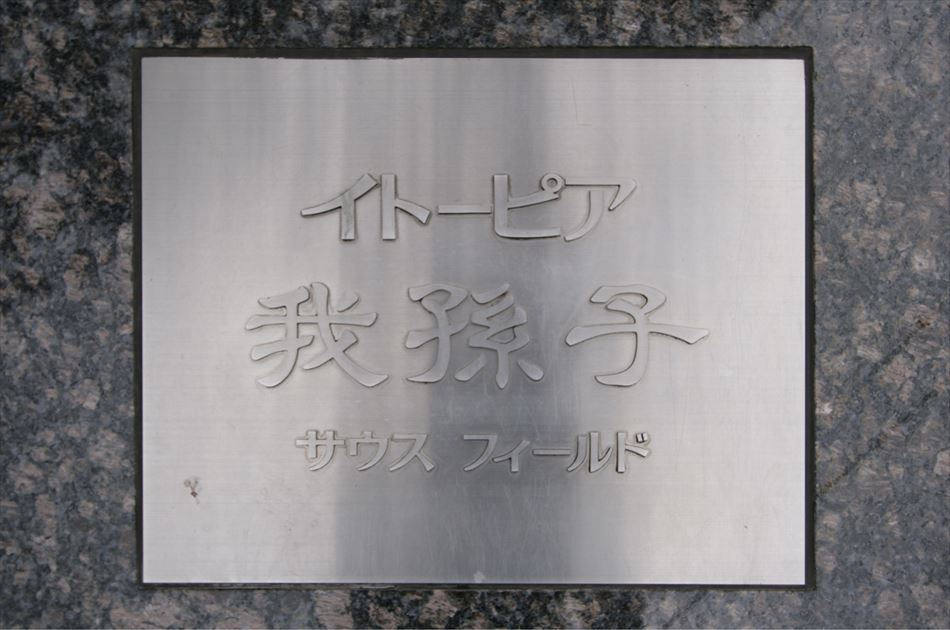 イトーピア
我孫子
サウス フィールド